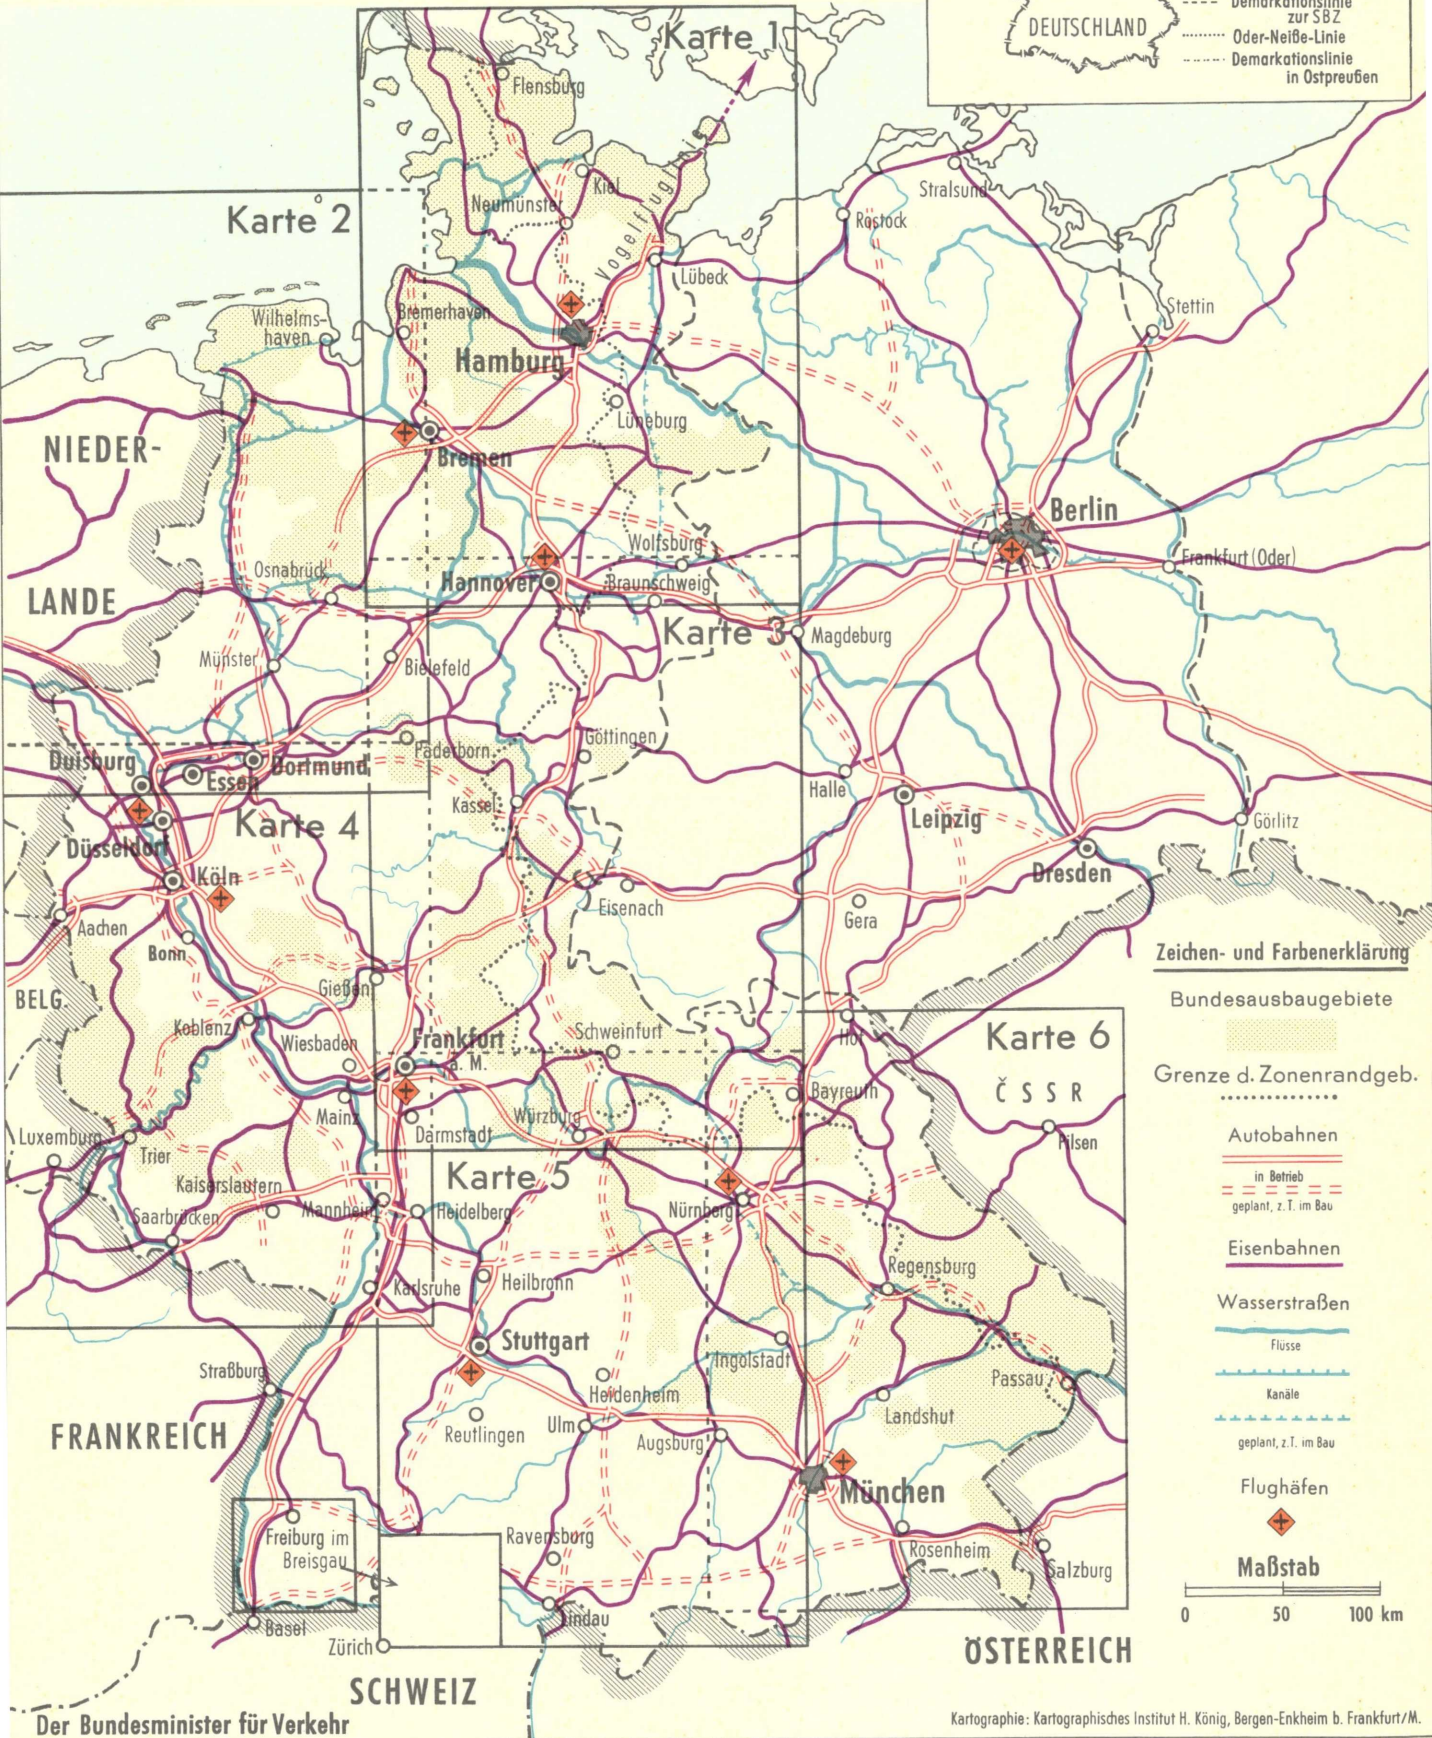 Demarkationslinie
zur SBZ
DEUTSCHLAND
Oder-Neiße-Linie
Demarkationslinie
in Ostpreußen
Karte 1
Flensburg
Kiel
Neumünster
Vogelfluglinie
Stralsund
Rostock
Karte 2
Lübeck
Stettin
Wilhelms-
haven
Bremerhaven
Hamburg
Lüneburg
NIEDER-
Bremen
Berlin
Wolfsburg
Frankfurt (Oder)
Osnabrück
Hannover
Braunschweig
LANDE
Karte 3
Magdeburg
Münster
Bielefeld
Göttingen
Paderborn
Duisburg
Dortmund
Essen
Halle
Kassel
Leipzig
Görlitz
Karte 4
Düsseldorf
Köln
Dresden
Eisenach
Gera
Aachen
Bonn
Gießen
BELG.
Koblenz
Wiesbaden
Frankfurt
a. M.
Schweinfurt
Hof
Karte 6
ČSSR
Bayreuth
Mainz
Darmstadt
Würzburg
Luxemburg
Trier
Pilsen
Karte 5
Kaiserslautern
Mannheim
Heidelberg
Nürnberg
Saarbrücken
Regensburg
Karlsruhe
Heilbronn
Stuttgart
Ingolstadt
Straßburg
Passau
Heidenheim
Landshut
Reutlingen
Ulm
Augsburg
FRANKREICH
München
Freiburg im
Breisgau
Ravensburg
Rosenheim
Salzburg
Lindau
Basel
Zürich
ÖSTERREICH
SCHWEIZ
Zeichen- und Farbenerklärung
Bundesausbaugebiete
Grenze d. Zonenrandgeb.
Autobahnen
in Betrieb
geplant, z.T. im Bau
Eisenbahnen
Wasserstraßen
Flüsse
Kanäle
geplant, z.T. im Bau
Flughäfen
Maßstab
0 50 100 km
Der Bundesminister für Verkehr
Kartographie: Kartographisches Institut H. König, Bergen-Enkheim b. Frankfurt/M.